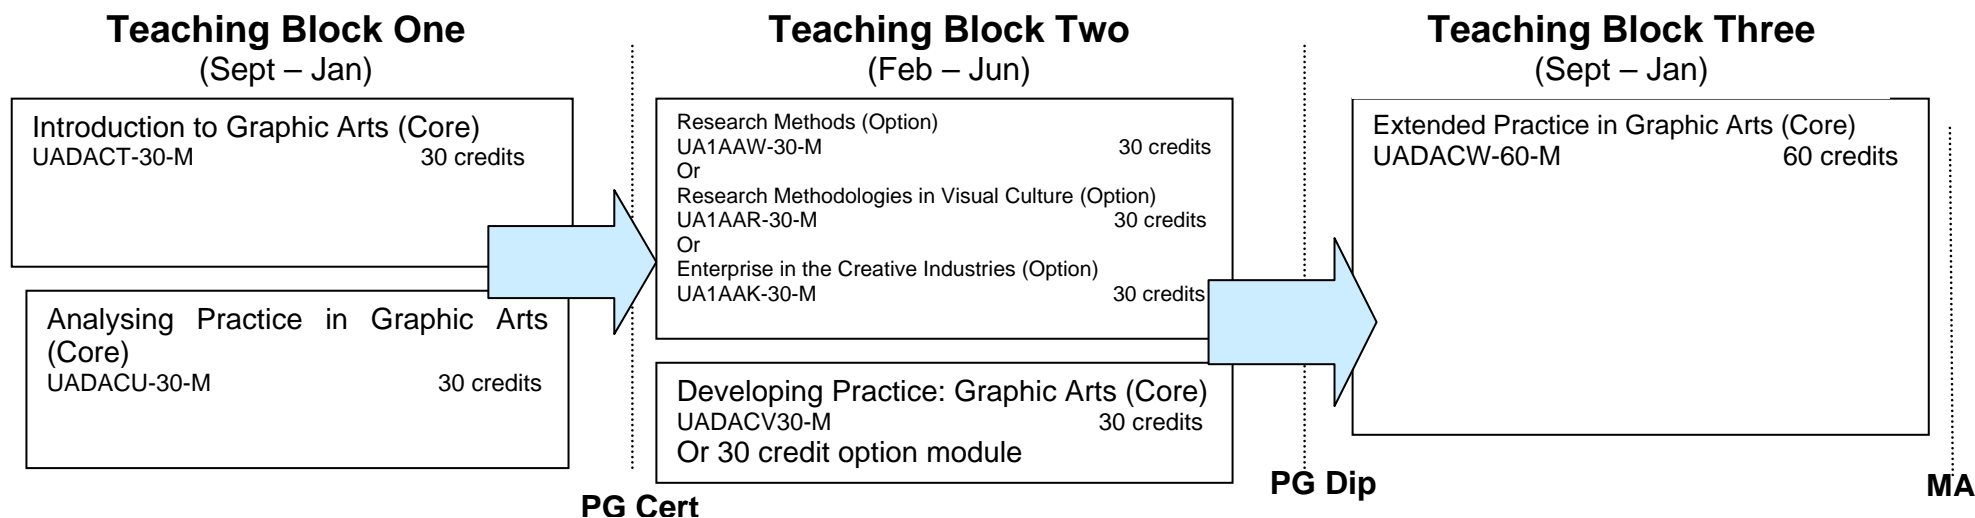 Teaching Block One
(Sept – Jan)
Introduction to Graphic Arts (Core)
UADACT-30-M 30 credits
Analysing Practice in Graphic Arts
(Core)
UADACU-30-M 30 credits
PG Cert
Teaching Block Two
(Feb – Jun)
Research Methods (Option)
UA1AAW-30-M 30 credits
Or
Research Methodologies in Visual Culture (Option)
UA1AAR-30-M 30 credits
Or
Enterprise in the Creative Industries (Option)
UA1AAK-30-M 30 credits
Developing Practice: Graphic Arts (Core)
UADACV30-M 30 credits
Or 30 credit option module
PG Dip
Teaching Block Three
(Sept – Jan)
Extended Practice in Graphic Arts (Core)
UADACW-60-M 60 credits
MA